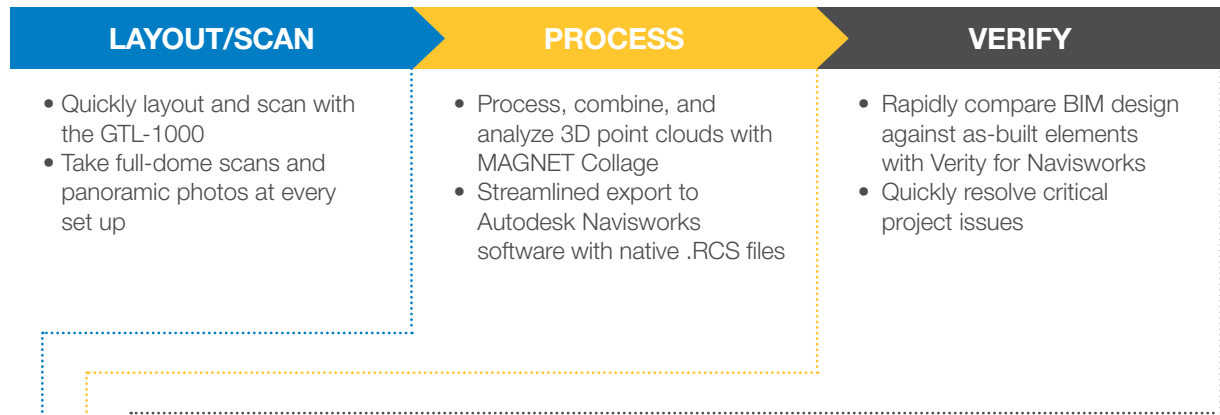 LAYOUT/SCAN
• Quickly layout and scan with
the GTL-1000
• Take full-dome scans and
panoramic photos at every
set up
PROCESS
• Process, combine, and
analyze 3D point clouds with
MAGNET Collage
• Streamlined export to
Autodesk Navisworks
software with native .RCS files
VERIFY
• Rapidly compare BIM design
against as-built elements
with Verity for Navisworks
• Quickly resolve critical
project issues